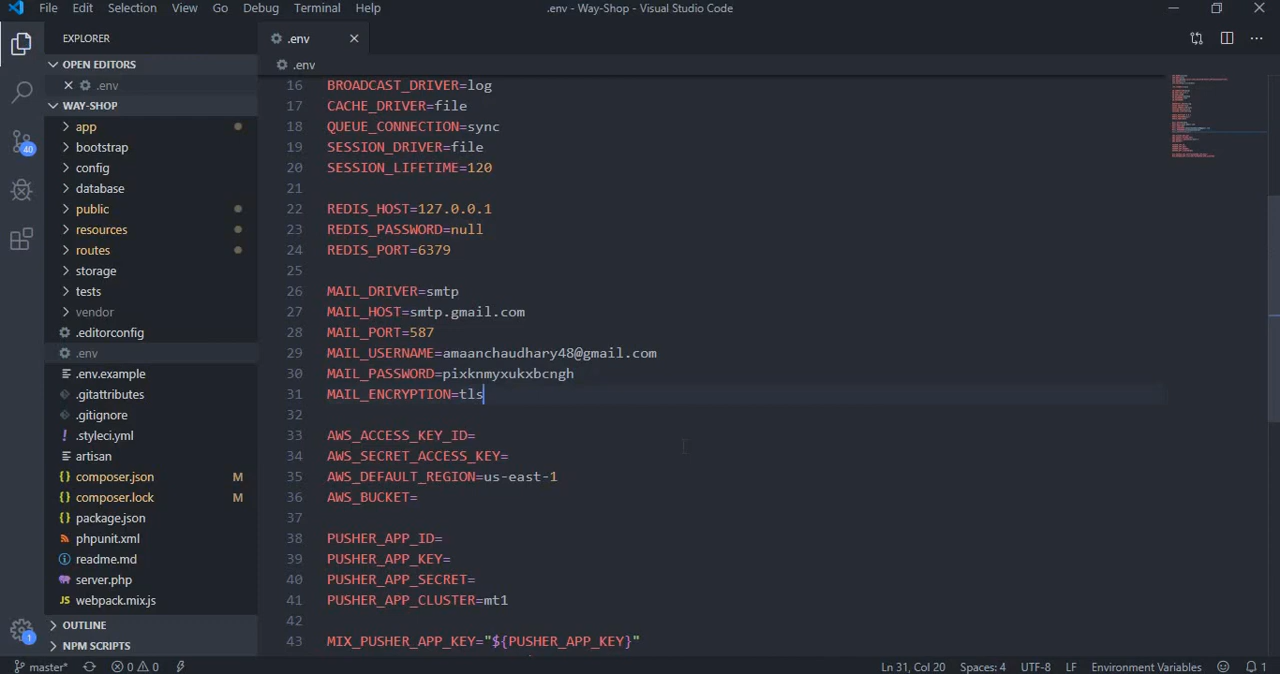 File Edit Selection View Go Debug Terminal Help .env - Way-Shop - Visual Studio Code
EXPLORER
.env
OPEN EDITORS
.env
.env
WAY-SHOP
app
bootstrap
config
database
public
resources
routes
storage
tests
vendor
.editorconfig
.env
.env.example
.gitattributes
.gitignore
.styleci.yml
artisan
composer.json M
composer.lock M
package.json
phpunit.xml
readme.md
server.php
webpack.mix.js
OUTLINE
NPM SCRIPTS
40
1
16 BROADCAST_DRIVER=log
17 CACHE_DRIVER=file
18 QUEUE_CONNECTION=sync
19 SESSION_DRIVER=file
20 SESSION_LIFETIME=120
21
22 REDIS_HOST=127.0.0.1
23 REDIS_PASSWORD=null
24 REDIS_PORT=6379
25
26 MAIL_DRIVER=smtp
27 MAIL_HOST=smtp.gmail.com
28 MAIL_PORT=587
29 MAIL_USERNAME=amaanchaudhary48@gmail.com
30 MAIL_PASSWORD=pixknmyxukxbcngh
31 MAIL_ENCRYPTION=tls
32
33 AWS_ACCESS_KEY_ID=
34 AWS_SECRET_ACCESS_KEY=
35 AWS_DEFAULT_REGION=us-east-1
36 AWS_BUCKET=
37
38 PUSHER_APP_ID=
39 PUSHER_APP_KEY=
40 PUSHER_APP_SECRET=
41 PUSHER_APP_CLUSTER=mt1
42
43 MIX_PUSHER_APP_KEY="${PUSHER_APP_KEY}"
master* 0 0 Ln 31, Col 20 Spaces: 4 UTF-8 LF Environment Variables 1